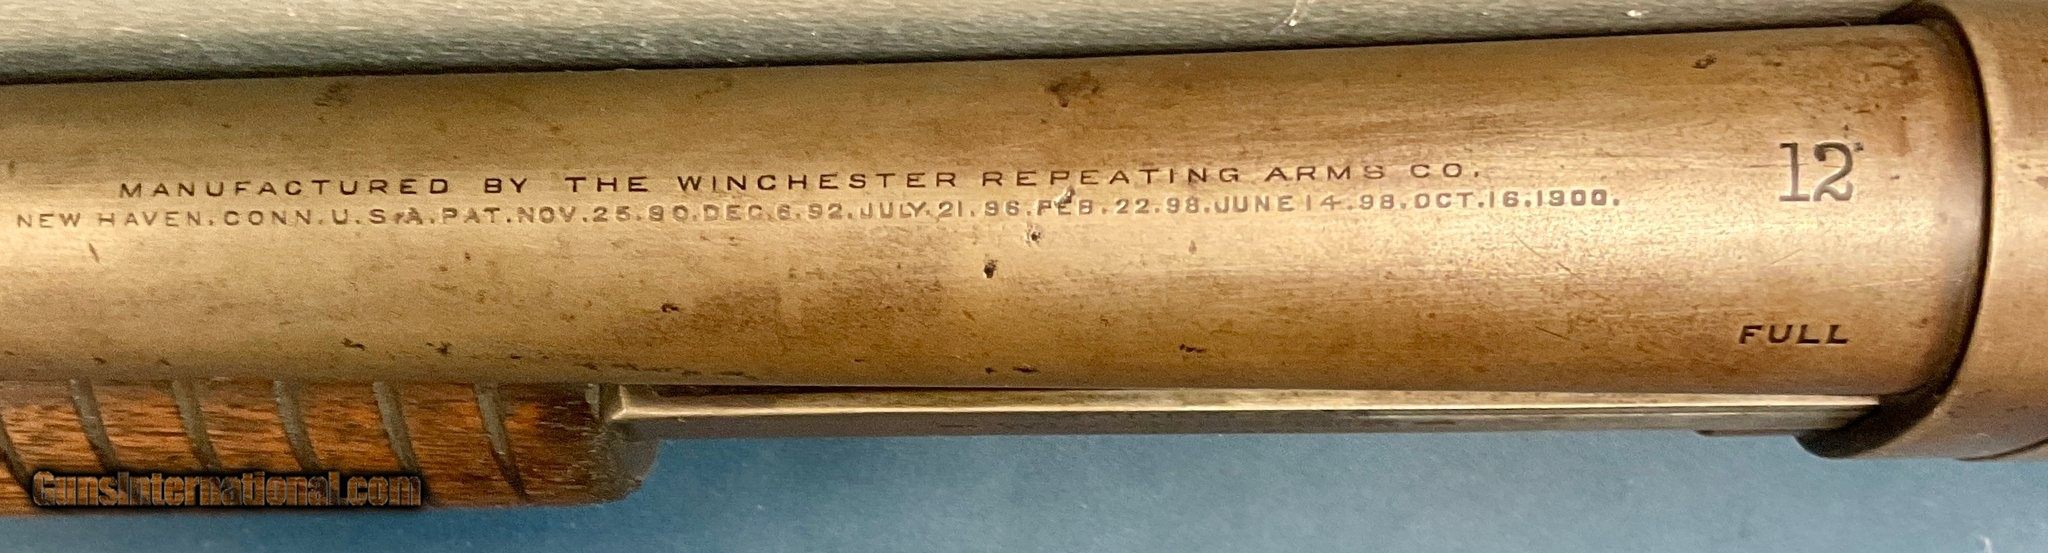 MANUFACTURED BY THE WINCHESTER REPEATING ARMS CO.
NEW HAVEN.CONN.U.S.A.PAT.NOV.25.90.DEC.6.92.JULY.21.96.FEB.22.98.JUNE 14.98.OCT.16.1900.
12
FULL
GunsInternational.com